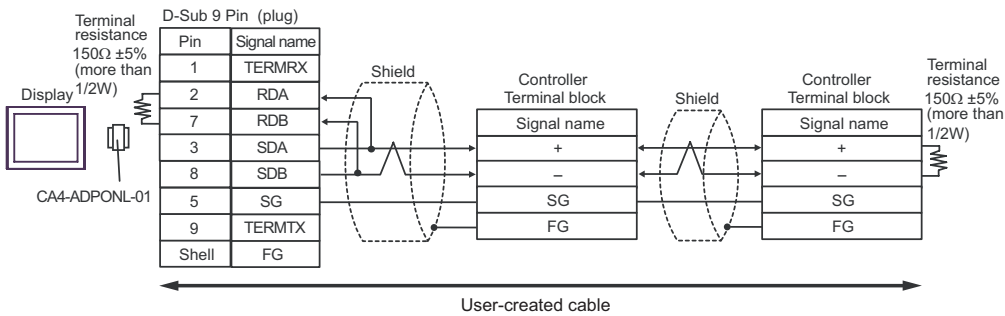 D-Sub 9 Pin (plug)
Terminal
resistance
150Ω ±5%
(more than
1/2W)
Display
CA4-ADPONL-01
Pin Signal name
1 TERMRX
2 RDA
7 RDB
3 SDA
8 SDB
5 SG
9 TERMTX
Shell FG
Shield
Controller
Terminal block
Signal name
+
–
SG
FG
Shield
Controller
Terminal block
Signal name
+
–
SG
FG
Terminal
resistance
150Ω ±5%
(more than
1/2W)
User-created cable